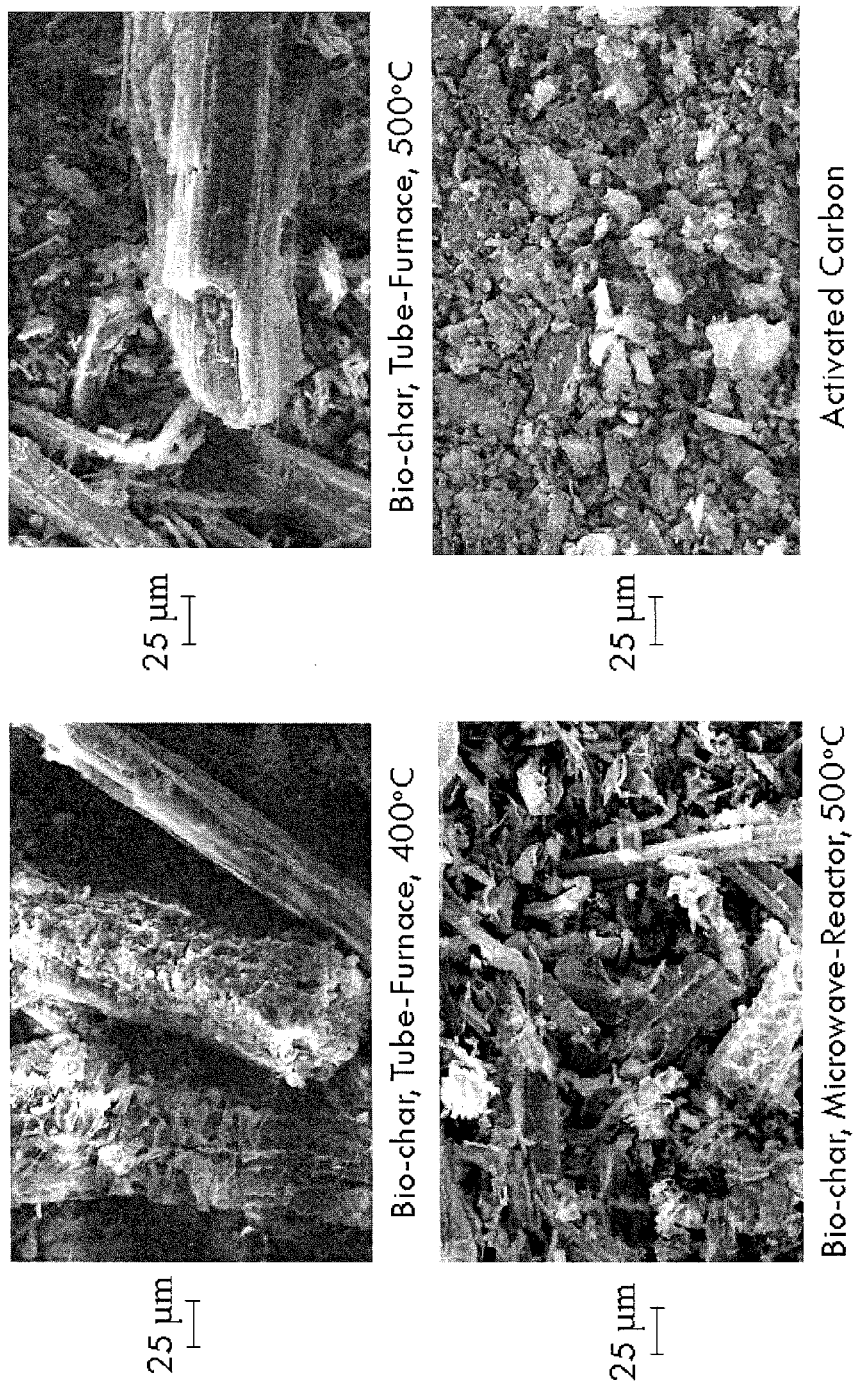 25 µm
Bio-char, Tube-Furnace, 400°C
25 µm
Bio-char, Tube-Furnace, 500°C
25 µm
Bio-char, Microwave-Reactor, 500°C
25 µm
Activated Carbon